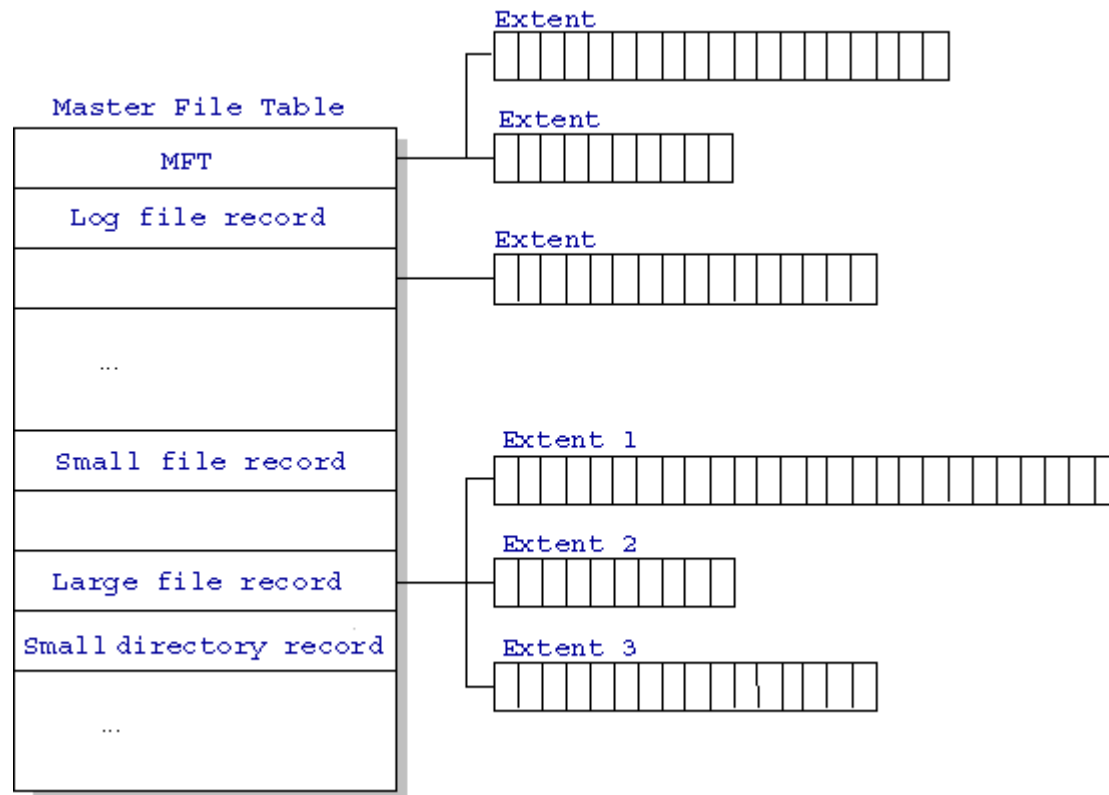 Extent
Master File Table
Extent
MFT
Log file record
Extent
...
Extent 1
Small file record
Extent 2
Large file record
Small directory record
Extent 3
...